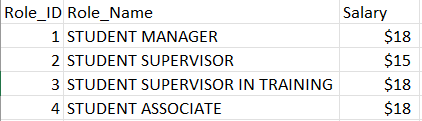 Role_ID Role_Name Salary
1 STUDENT MANAGER $18
2 STUDENT SUPERVISOR $15
3 STUDENT SUPERVISOR IN TRAINING $18
4 STUDENT ASSOCIATE $18